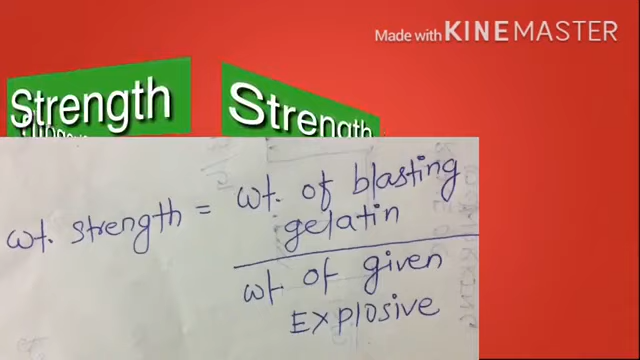 Made with KINEMASTER
Strength
Strength
wt. strength = wt. of blasting
gelatin
wt of given
EXPlosive